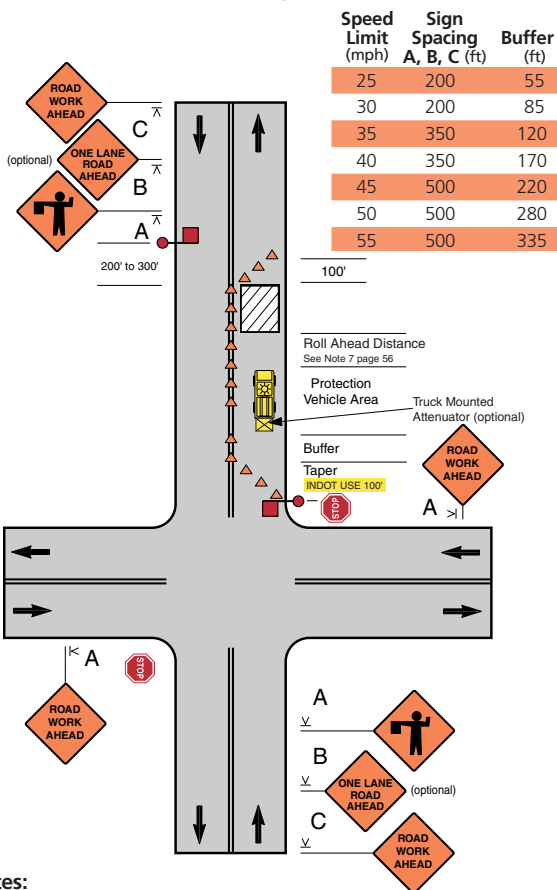 Speed Limit (mph)
Sign Spacing A, B, C (ft)
Buffer (ft)
25 200 55
30 200 85
35 350 120
40 350 170
45 500 220
50 500 280
55 500 335
ROAD
WORK
AHEAD
C
(optional)
ONE LANE
ROAD
AHEAD
B
A
200' to 300'
100'
Roll Ahead Distance
See Note 7 page 56
Protection
Vehicle Area
Truck Mounted
Attenuator (optional)
Buffer
Taper
INDOT USE 100'
STOP
ROAD
WORK
AHEAD
A
A
STOP
ROAD
WORK
AHEAD
A
B
ONE LANE
ROAD
AHEAD
(optional)
C
ROAD
WORK
AHEAD